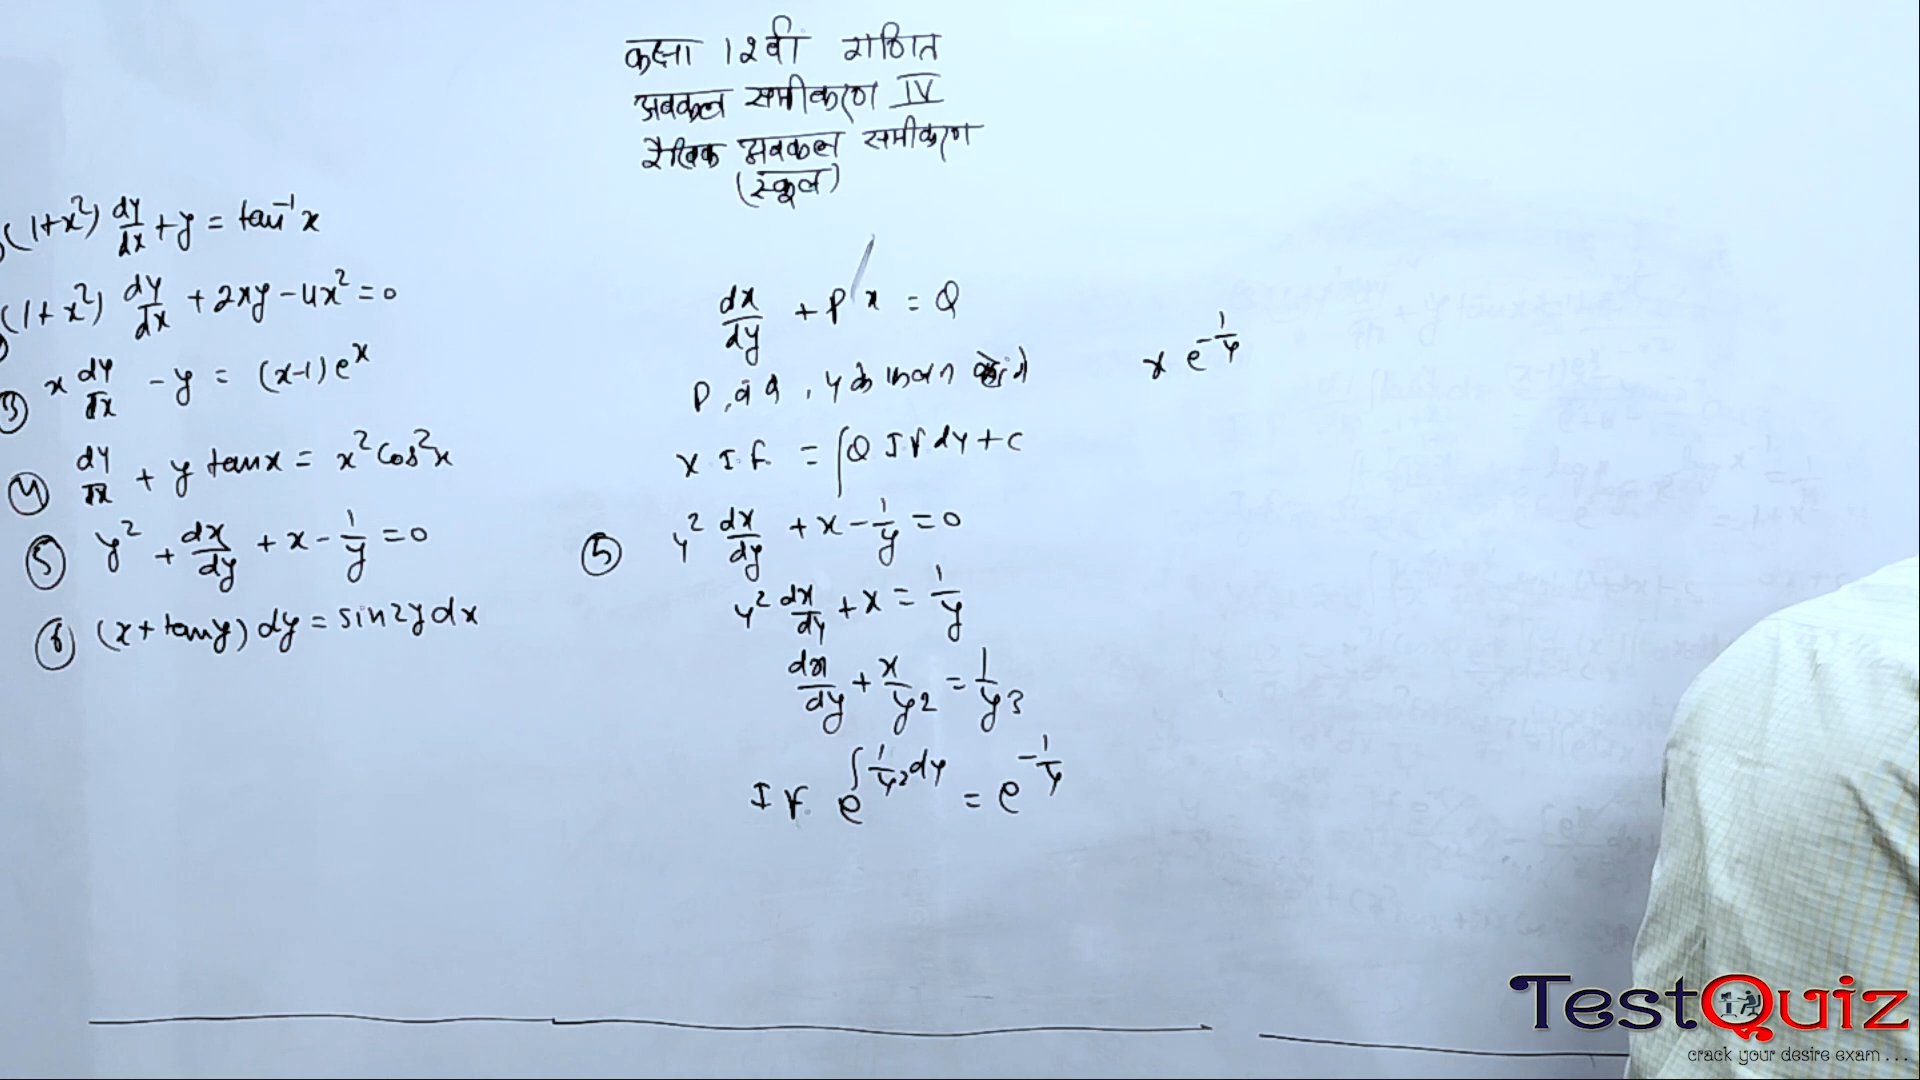 कक्षा 12वीं गणित
अवकल समीकरण IV
रैखिक अवकल समीकरण
(स्कूल)
(1+x²) dy/dx + y = tan⁻¹ x
(1+x²) dy/dx + 2xy - 4x² = 0
③ x dy/dx - y = (x-1) eˣ
④ dy/dx + y tanx = x² cos²x
⑤ y² + dx/dy + x - 1/y = 0
⑥ (x + tany) dy = sin2y dx
dx/dy + P x = Q
P, व Q, y के फलन
x I.F. = ∫Q I.F dy + C
⑤ y² dx/dy + x - 1/y = 0
y² dx/dy + x = 1/y
dx/dy + x/y² = 1/y³
I.F. e^∫1/y² dy = e^-1/y
x e^-1/y
TestQuiz
crack your desire exam ...